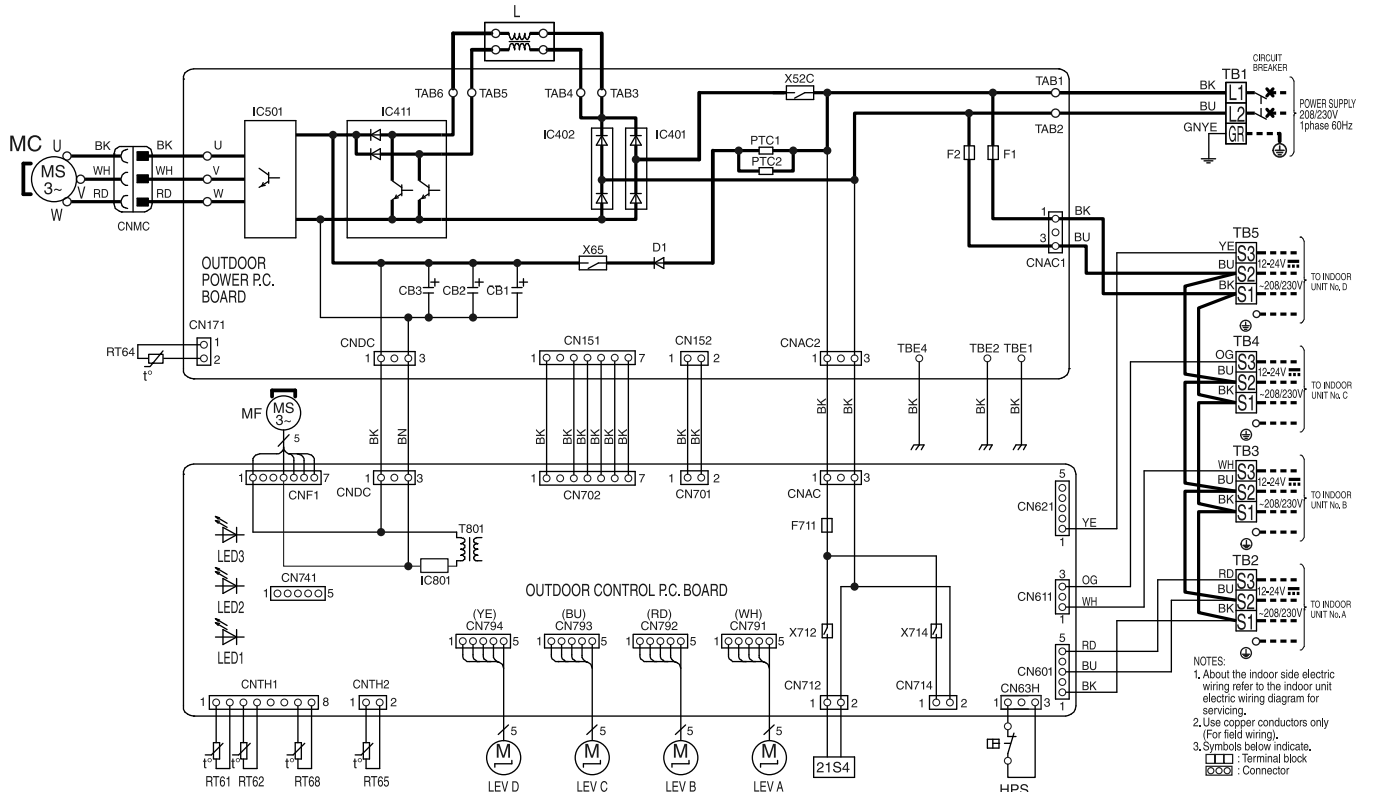 L
TAB6 TAB5 TAB4 TAB3
X52C
TAB1
TAB2
TB1
CIRCUIT
BREAKER
BK L1
BU L2
GNYE GR
POWER SUPPLY
208/230V
1phase 60Hz
IC501
IC411
IC402
IC401
PTC1
PTC2
F2
F1
MC
U
V
W
MS
3~
BK BK U
WH WH V
RD RD W
CNMC
1 BK
3 BU
CNAC1
OUTDOOR
POWER P.C.
BOARD
X65
D1
CB3 + CB2 + CB1 +
TB5
YE S3 12-24V
BU S2
BK S1 ~208/230V
TO INDOOR
UNIT No. D
CN171
1
2
RT64
t°
CNDC
1 3
CN151
1 7
CN152
1 2
CNAC2
1 3
TBE4 TBE2 TBE1
TB4
OG S3 12-24V
BU S2
BK S1 ~208/230V
TO INDOOR
UNIT No. C
MF
MS
3~
5
BK BN
BK BK BK BK BK BK
BK BK
BK BK
BK BK BK
TB3
WH S3 12-24V
BU S2
BK S1 ~208/230V
TO INDOOR
UNIT No. B
1 7
CNF1
1 3
CNDC
1 7
CN702
1 2
CN701
1 3
CNAC
5
CN621
1
YE
F711
T801
IC801
LED3
LED2
LED1
CN741
1 5
OUTDOOR CONTROL P.C. BOARD
3
CN611
1
OG
WH
TB2
RD S3 12-24V
BU S2
BK S1 ~208/230V
TO INDOOR
UNIT No. A
(YE)
CN794
1 5
(BU)
CN793
1 5
(RD)
CN792
1 5
(WH)
CN791
1 5
X712
X714
5
CN601
1
RD
BU
BK
CNTH1
1 8
CNTH2
1 2
CN712
1 2
CN714
1 2
CN63H
1 3
5 5 5 5
M M M M
LEV D LEV C LEV B LEV A
21S4
HPS
t° t° t° t°
RT61 RT62 RT68 RT65
NOTES:
1. About the indoor side electric
wiring refer to the indoor unit
electric wiring diagram for
servicing.
2. Use copper conductors only
(For field wiring).
3. Symbols below indicate.
: Terminal block
: Connector